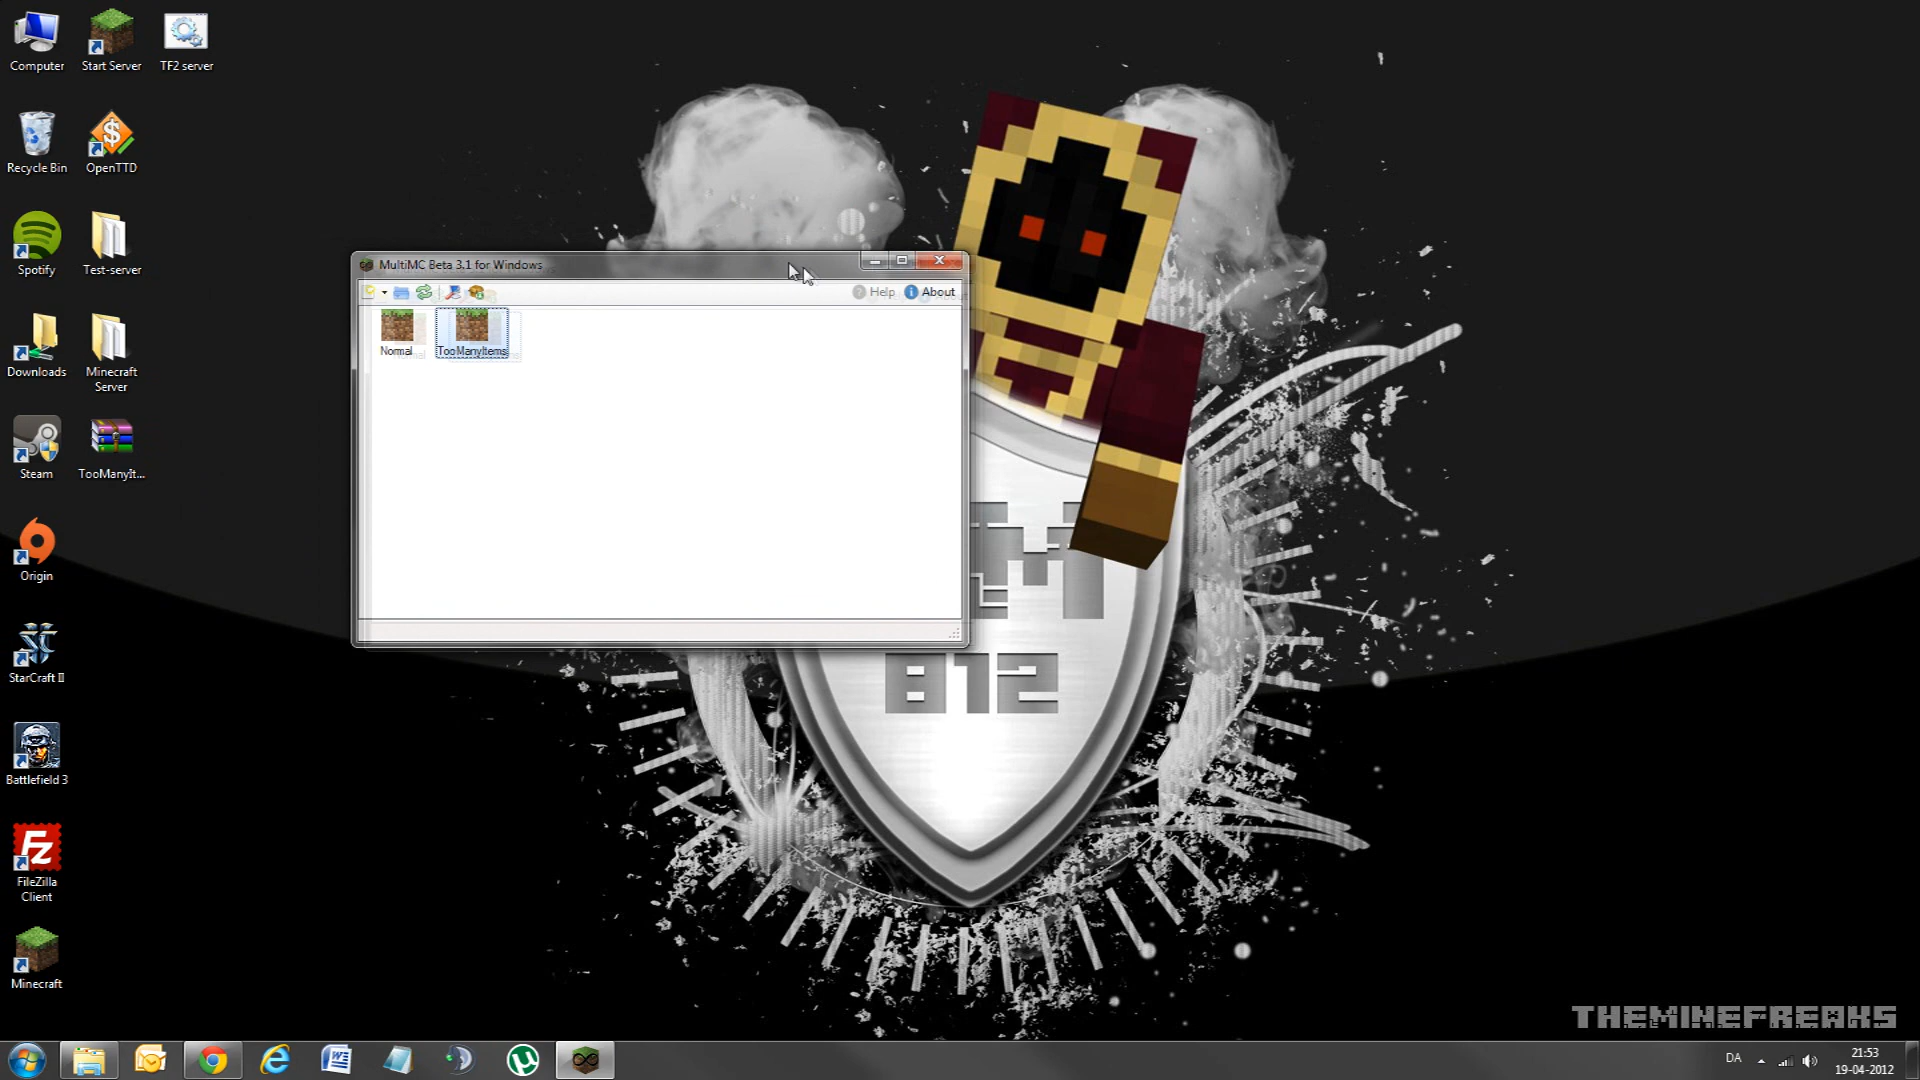 Computer
Start Server
TF2 server
Recycle Bin
OpenTTD
Spotify
Test-server
Downloads
Minecraft
Server
Steam
TooManyIt...
Origin
StarCraft II
Battlefield 3
FileZilla
Client
Minecraft
MultiMC Beta 3.1 for Windows
Help
About
Normal
TooManyItems
812
THEMINEFREAKS
DA
21:53
19-04-2012